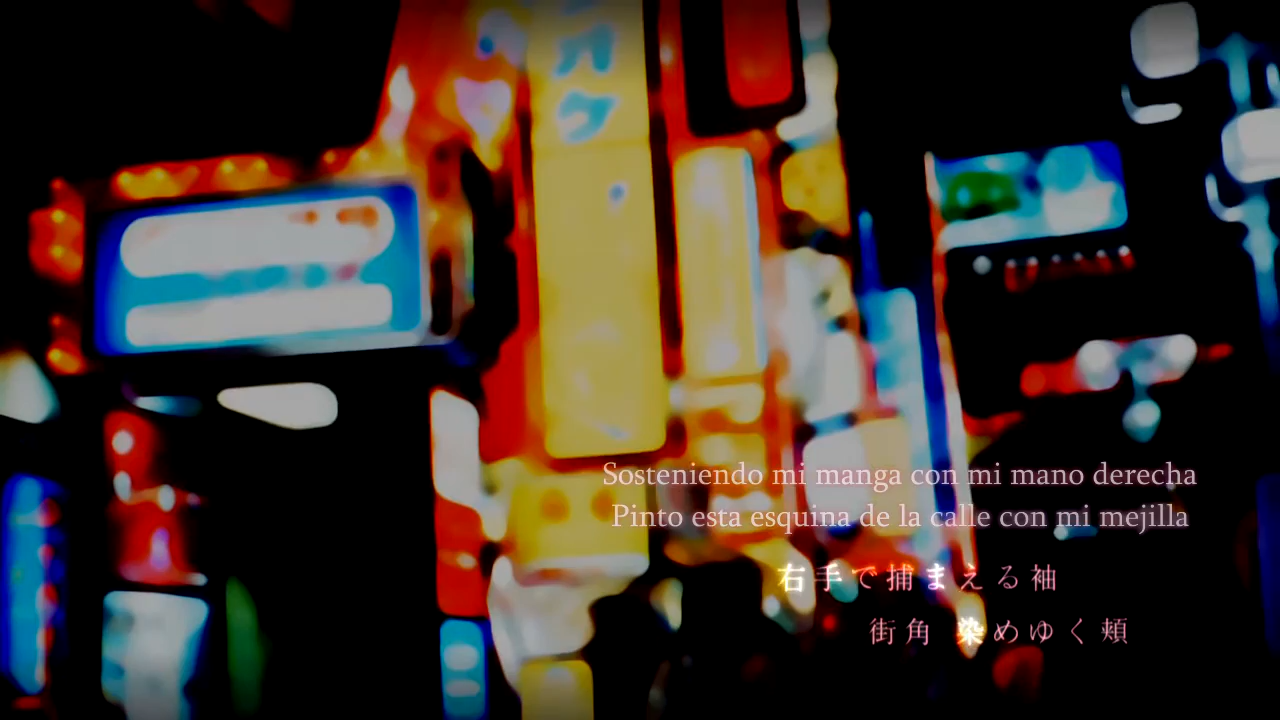 Sosteniendo mi manga con mi mano derecha
Pinto esta esquina de la calle con mi mejilla
右手で捕まえる袖
街角 染めゆく頬